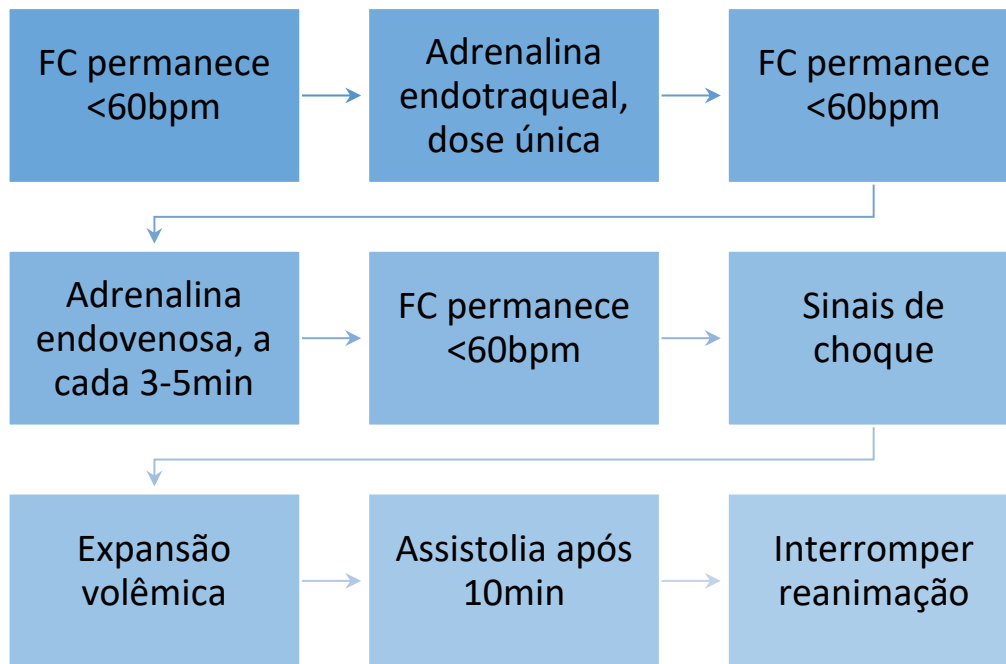 FC permanece
<60bpm
Adrenalina
endotraqueal,
dose única
FC permanece
<60bpm
Adrenalina
endovenosa, a
cada 3-5min
FC permanece
<60bpm
Sinais de
choque
Expansão
volêmica
Assistolia após
10min
Interromper
reanimação